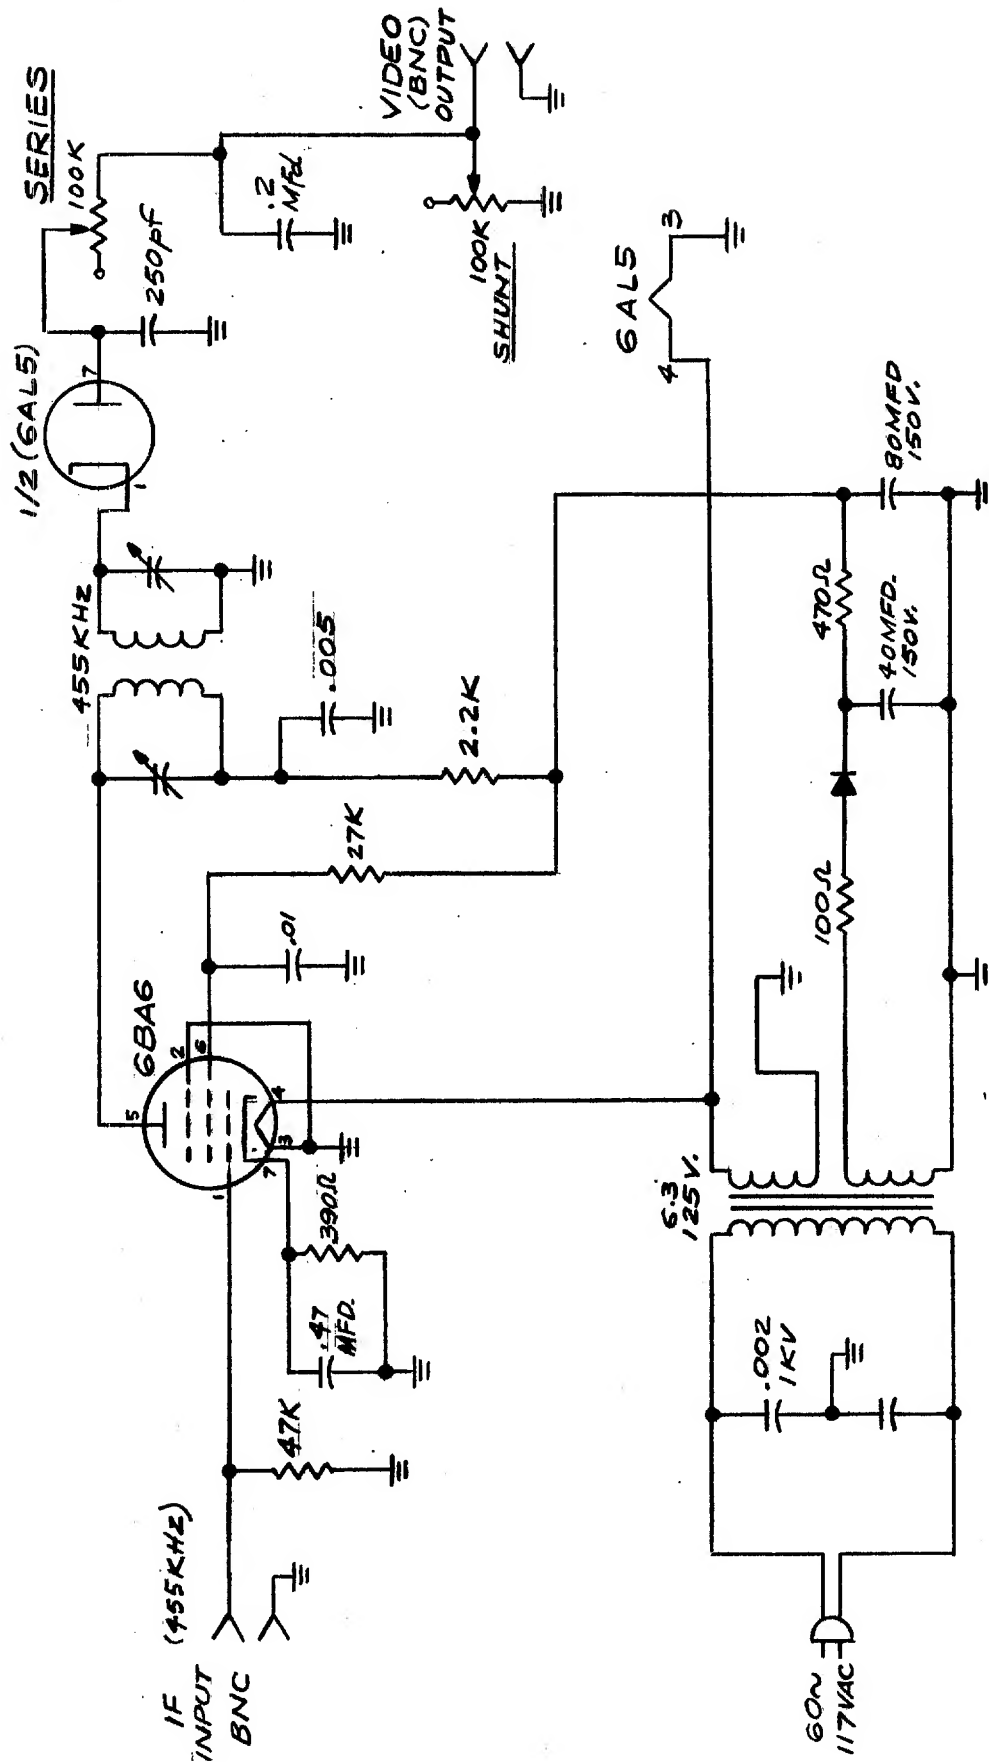 IF (455KHZ)
INPUT
BNC
47K
.47
MFD.
390Ω
6BA6
1
5
2
6
7
3
4
.01
27K
2.2K
.005
455KHZ
1/2 (6AL5)
1
7
250pf
SERIES
100K
.2
Mfd
VIDEO
(BNC)
OUTPUT
100K
SHUNT
6AL5
4
3
60~
117VAC
.002
1KV
6.3
125V.
100Ω
470Ω
40MFD.
150V.
80MFD
150V.